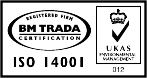 REGISTERED FIRM
BM TRADA
CERTIFICATION
ISO 14001
UKAS
ENVIRONMENTAL
MANAGEMENT
012